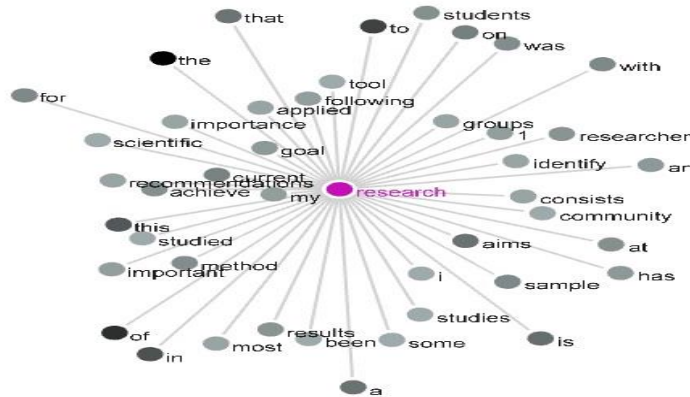 that
students
to
on
was
the
with
tool
for
following
applied
groups
importance
1
researcher
scientific
goal
identify
current
recommendations
research
achieve
my
consists
community
this
studied
aims
at
important
method
i
has
sample
studies
of
results
is
in
most
been
some
a